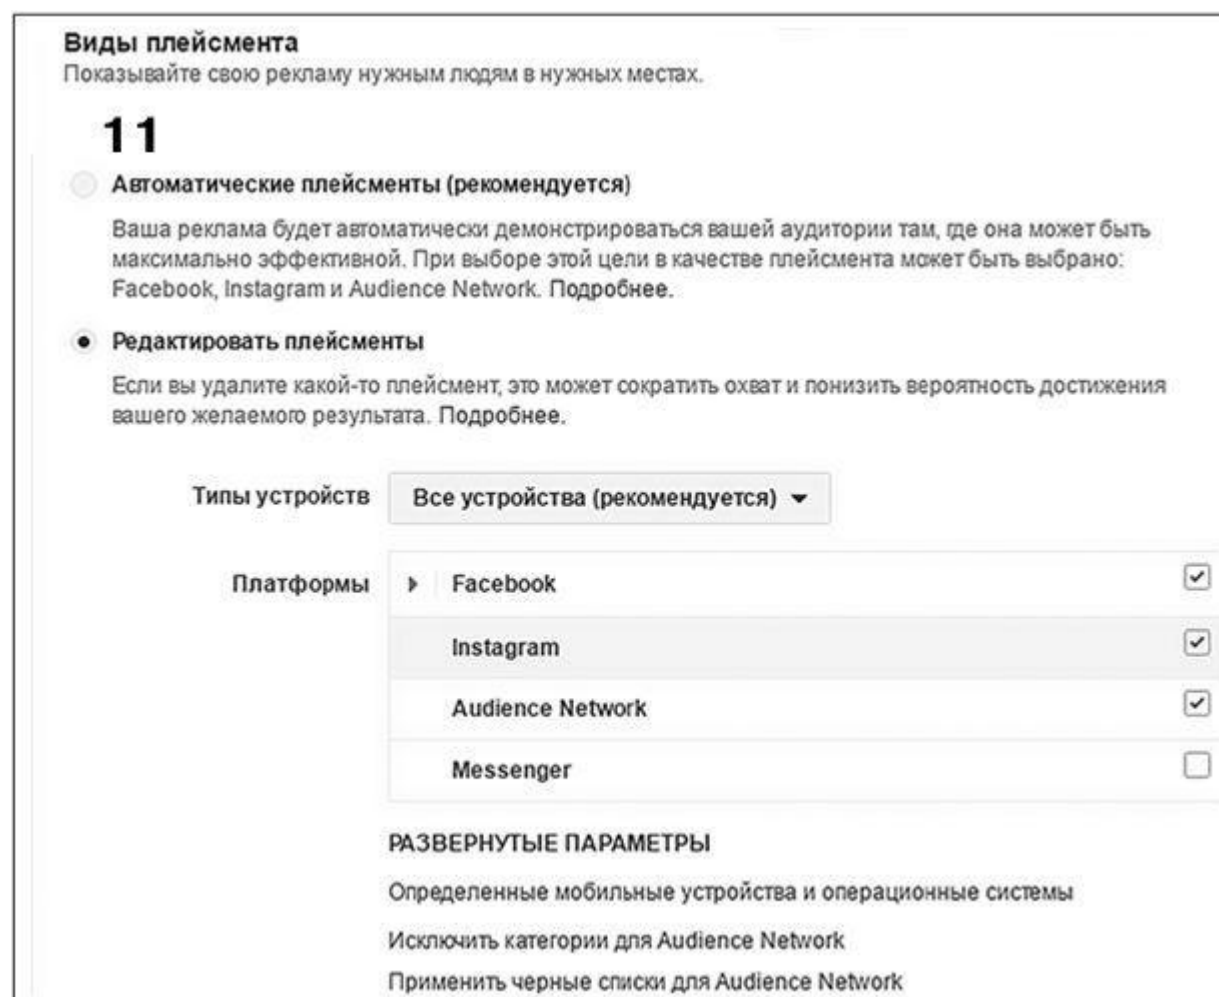 Виды плейсмента
Показывайте свою рекламу нужным людям в нужных местах.
11
Автоматические плейсменты (рекомендуется)
Ваша реклама будет автоматически демонстрироваться вашей аудитории там, где она может быть
максимально эффективной. При выборе этой цели в качестве плейсмента может быть выбрано:
Facebook, Instagram и Audience Network. Подробнее.
Редактировать плейсменты
Если вы удалите какой-то плейсмент, это может сократить охват и понизить вероятность достижения
вашего желаемого результата. Подробнее.
Типы устройств Все устройства (рекомендуется)
Платформы Facebook
Instagram
Audience Network
Messenger
РАЗВЕРНУТЫЕ ПАРАМЕТРЫ
Определенные мобильные устройства и операционные системы
Исключить категории для Audience Network
Применить черные списки для Audience Network